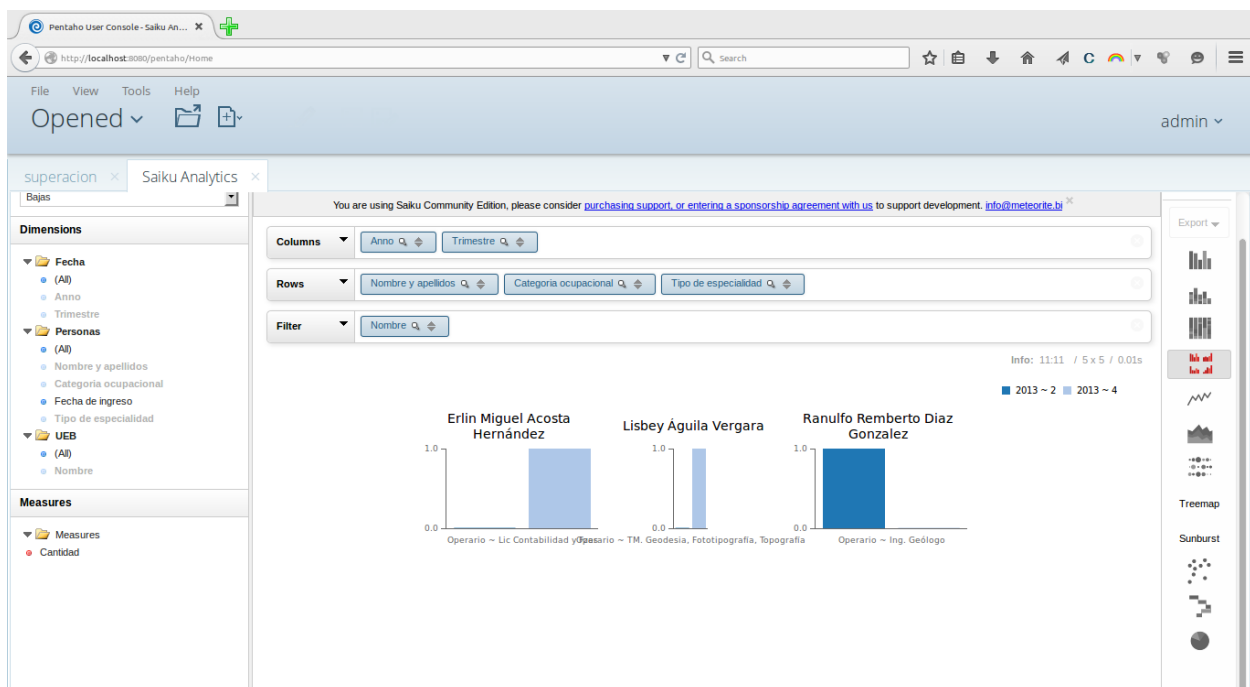 Pentaho User Console - Saiku An...
http://localhost:8080/pentaho/Home
Search
File View Tools Help
Opened
admin
superacion
Saiku Analytics
Bajas
You are using Saiku Community Edition, please consider purchasing support, or entering a sponsorship agreement with us to support development. info@meteorite.bi
Dimensions
Fecha
(All)
Anno
Trimestre
Personas
(All)
Nombre y apellidos
Categoria ocupacional
Fecha de ingreso
Tipo de especialidad
UEB
(All)
Nombre
Measures
Measures
Cantidad
Columns Anno Trimestre
Rows Nombre y apellidos Categoria ocupacional Tipo de especialidad
Filter Nombre
Info: 11:11 / 5 x 5 / 0.01s
2013 ~ 2 2013 ~ 4
Erlin Miguel Acosta
Hernández
Lisbey Águila Vergara
Ranulfo Remberto Diaz
Gonzalez
1.0 1.0 1.0
0.0 0.0 0.0
Operario ~ Lic Contabilidad y
~ TM. Geodesia, Fototipografía, Topografía
Operario ~ Ing. Geólogo
Export
Treemap
Sunburst
C